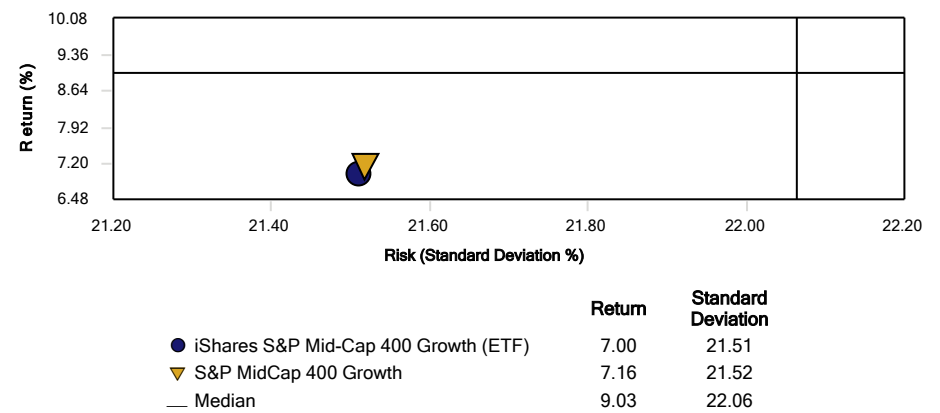 10.08
9.36
8.64
7.92
7.20
6.48
Return (%)
21.20 21.40 21.60 21.80 22.00 22.20
Risk (Standard Deviation %)
Return Standard Deviation
iShares S&P Mid-Cap 400 Growth (ETF) 7.00 21.51
S&P MidCap 400 Growth 7.16 21.52
Median 9.03 22.06